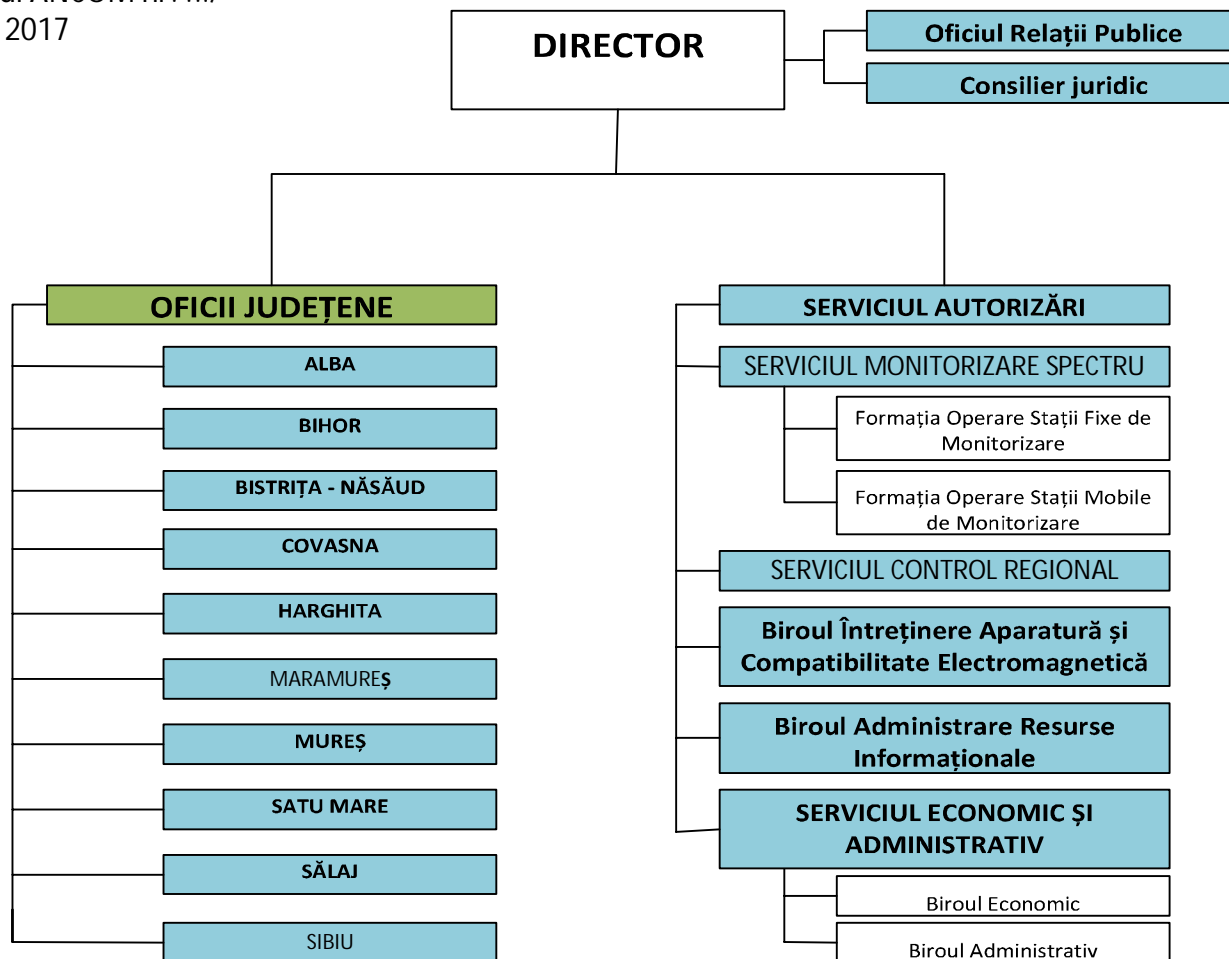 2017
DIRECTOR
Oficiul Relații Publice
Consilier juridic
OFICII JUDEȚENE
ALBA
BIHOR
BISTRIȚA - NĂSĂUD
COVASNA
HARGHITA
MARAMUREȘ
MUREȘ
SATU MARE
SĂLAJ
SIBIU
SERVICIUL AUTORIZĂRI
SERVICIUL MONITORIZARE SPECTRU
Formația Operare Stații Fixe de
Monitorizare
Formația Operare Stații Mobile
de Monitorizare
SERVICIUL CONTROL REGIONAL
Biroul Întreținere Aparatură și
Compatibilitate Electromagnetică
Biroul Administrare Resurse
Informaționale
SERVICIUL ECONOMIC ȘI
ADMINISTRATIV
Biroul Economic
Biroul Administrativ